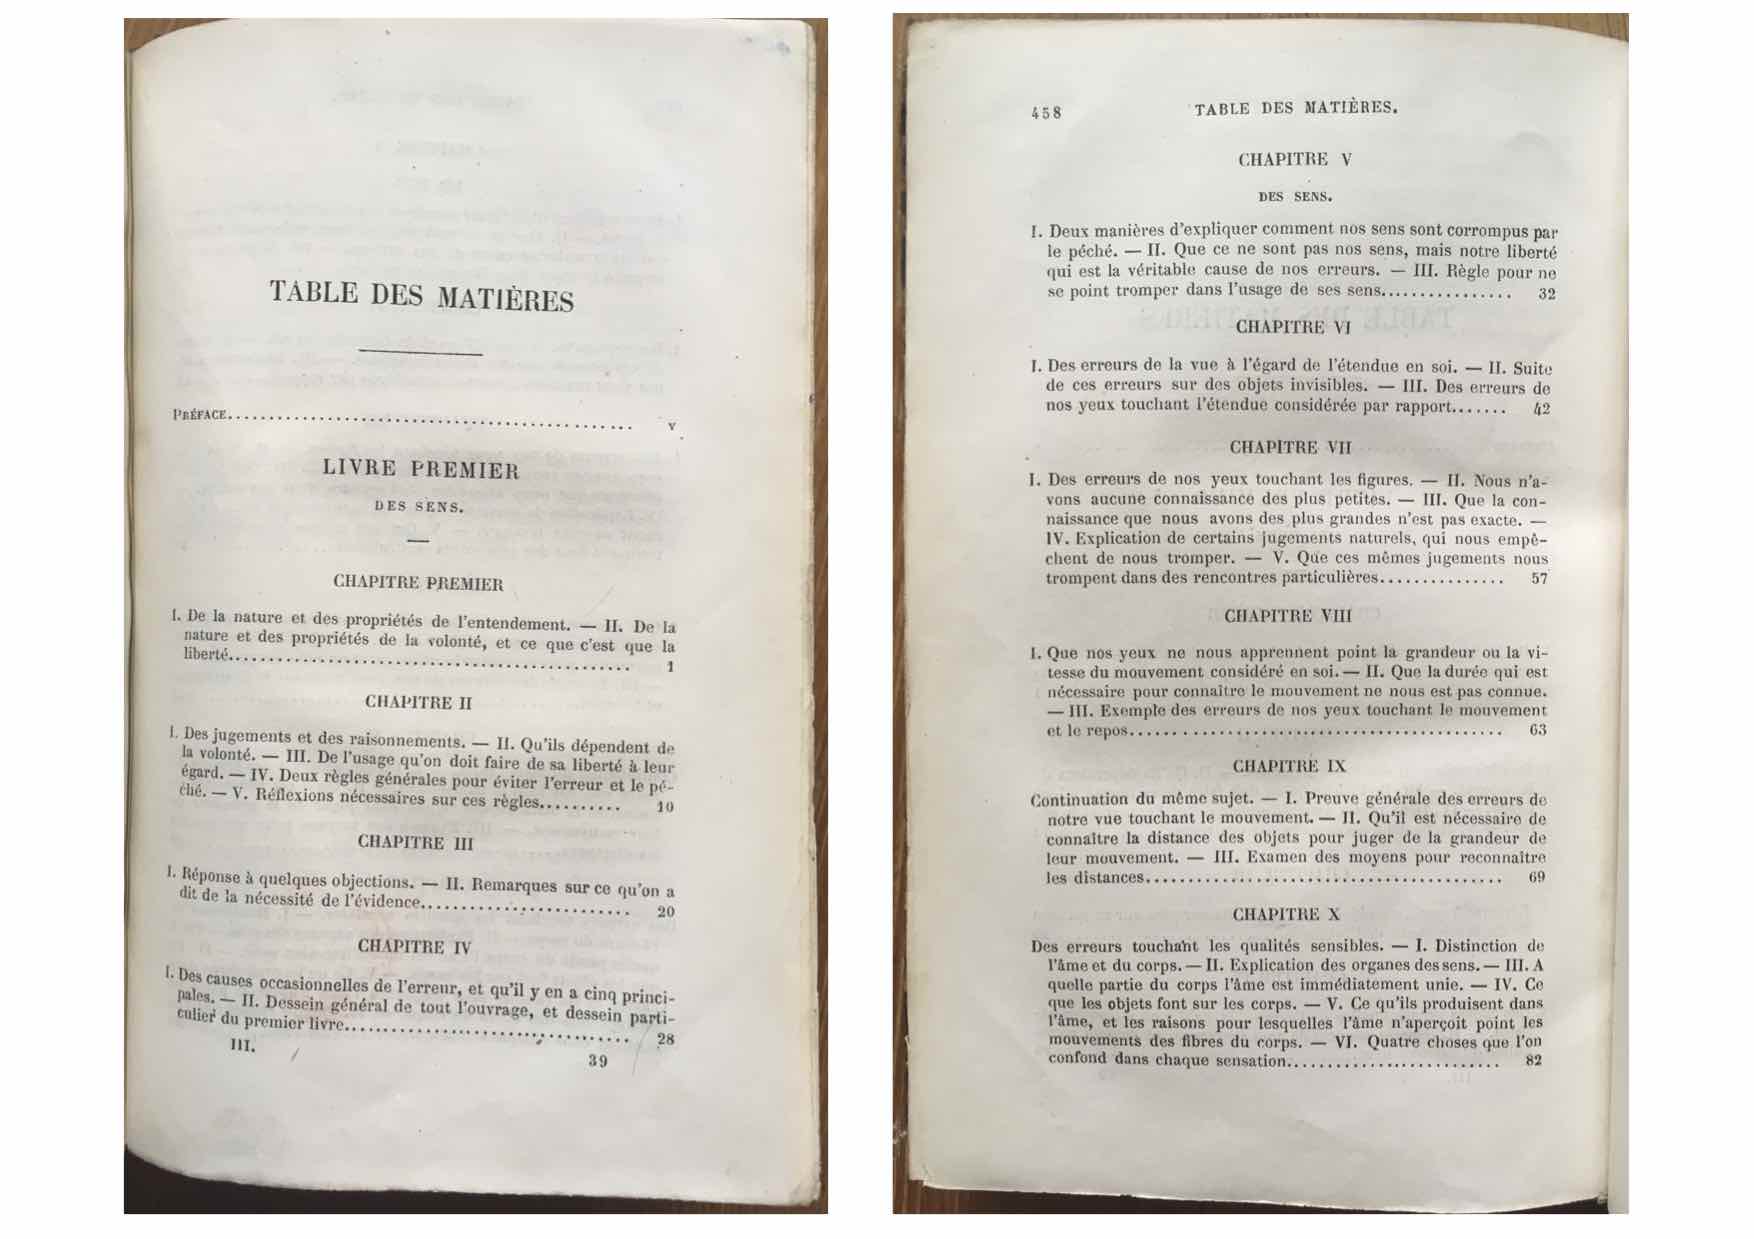 TABLE DES MATIÈRES
PRÉFACE................................................ V
LIVRE PREMIER
DES SENS.
CHAPITRE PREMIER
I. De la nature et des propriétés de l'entendement. — II. De la
nature et des propriétés de la volonté, et ce que c'est que la
liberté................................................ 1
CHAPITRE II
I. Des jugements et des raisonnements. — II. Qu'ils dépendent de
la volonté. — III. De l'usage qu'on doit faire de sa liberté à leur
égard. — IV. Deux règles générales pour éviter l'erreur et le pé-
ché. — V. Réflexions nécessaires sur ces règles.......... 10
CHAPITRE III
I. Réponse à quelques objections. — II. Remarques sur ce qu'on a
dit de la nécessité de l'évidence......................... 20
CHAPITRE IV
I. Des causes occasionnelles de l'erreur, et qu'il y en a cinq princi-
pales. — II. Dessein général de tout l'ouvrage, et dessein parti-
culier du premier livre.................................. 28
III. 39
458 TABLE DES MATIÈRES.
CHAPITRE V
DES SENS.
I. Deux manières d'expliquer comment nos sens sont corrompus par
le péché. — II. Que ce ne sont pas nos sens, mais notre liberté
qui est la véritable cause de nos erreurs. — III. Règle pour ne
se point tromper dans l'usage de ses sens................ 32
CHAPITRE VI
I. Des erreurs de la vue à l'égard de l'étendue en soi. — II. Suite
de ces erreurs sur des objets invisibles. — III. Des erreurs de
nos yeux touchant l'étendue considérée par rapport....... 42
CHAPITRE VII
I. Des erreurs de nos yeux touchant les figures. — II. Nous n'a-
vons aucune connaissance des plus petites. — III. Que la con-
naissance que nous avons des plus grandes n'est pas exacte. —
IV. Explication de certains jugements naturels, qui nous empê-
chent de nous tromper. — V. Que ces mêmes jugements nous
trompent dans des rencontres particulières............... 57
CHAPITRE VIII
I. Que nos yeux ne nous apprennent point la grandeur ou la vi-
tesse du mouvement considéré en soi. — II. Que la durée qui est
nécessaire pour connaître le mouvement ne nous est pas connue.
— III. Exemple des erreurs de nos yeux touchant le mouvement
et le repos.............................................. 63
CHAPITRE IX
Continuation du même sujet. — I. Preuve générale des erreurs de
notre vue touchant le mouvement. — II. Qu'il est nécessaire de
connaître la distance des objets pour juger de la grandeur de
leur mouvement. — III. Examen des moyens pour reconnaître
les distances............................................ 69
CHAPITRE X
Des erreurs touchant les qualités sensibles. — I. Distinction de
l'âme et du corps. — II. Explication des organes des sens. — III. A
quelle partie du corps l'âme est immédiatement unie. — IV. Ce
que les objets font sur les corps. — V. Ce qu'ils produisent dans
l'âme, et les raisons pour lesquelles l'âme n'aperçoit point les
mouvements des fibres du corps. — VI. Quatre choses que l'on
confond dans chaque sensation........................... 82